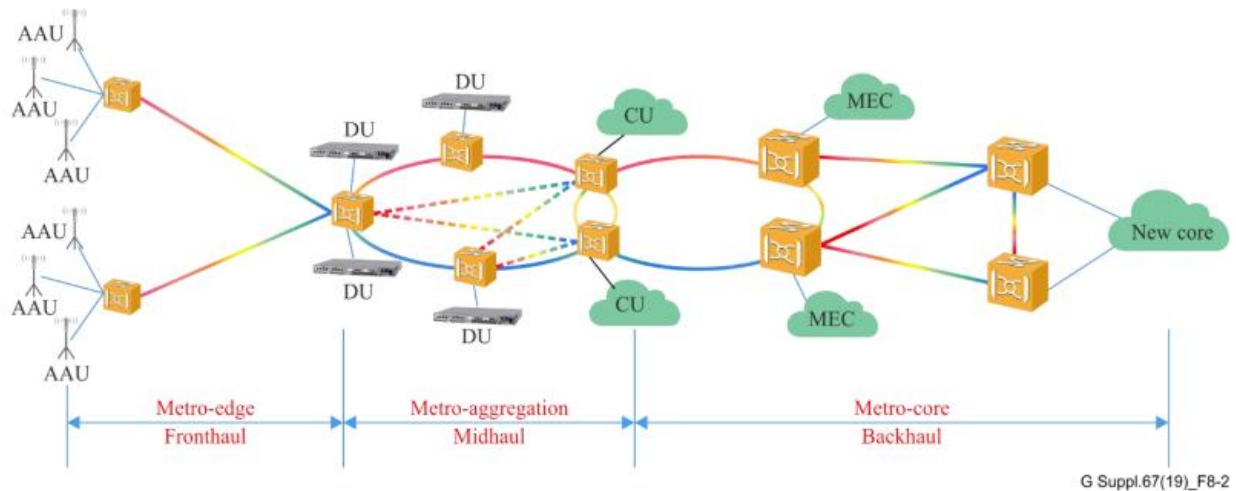 AAU
AAU
AAU
AAU
AAU
AAU
DU
DU
DU
DU
CU
CU
MEC
MEC
New core
Metro-edge
Fronthaul
Metro-aggregation
Midhaul
Metro-core
Backhaul
G Suppl.67(19)_F8-2